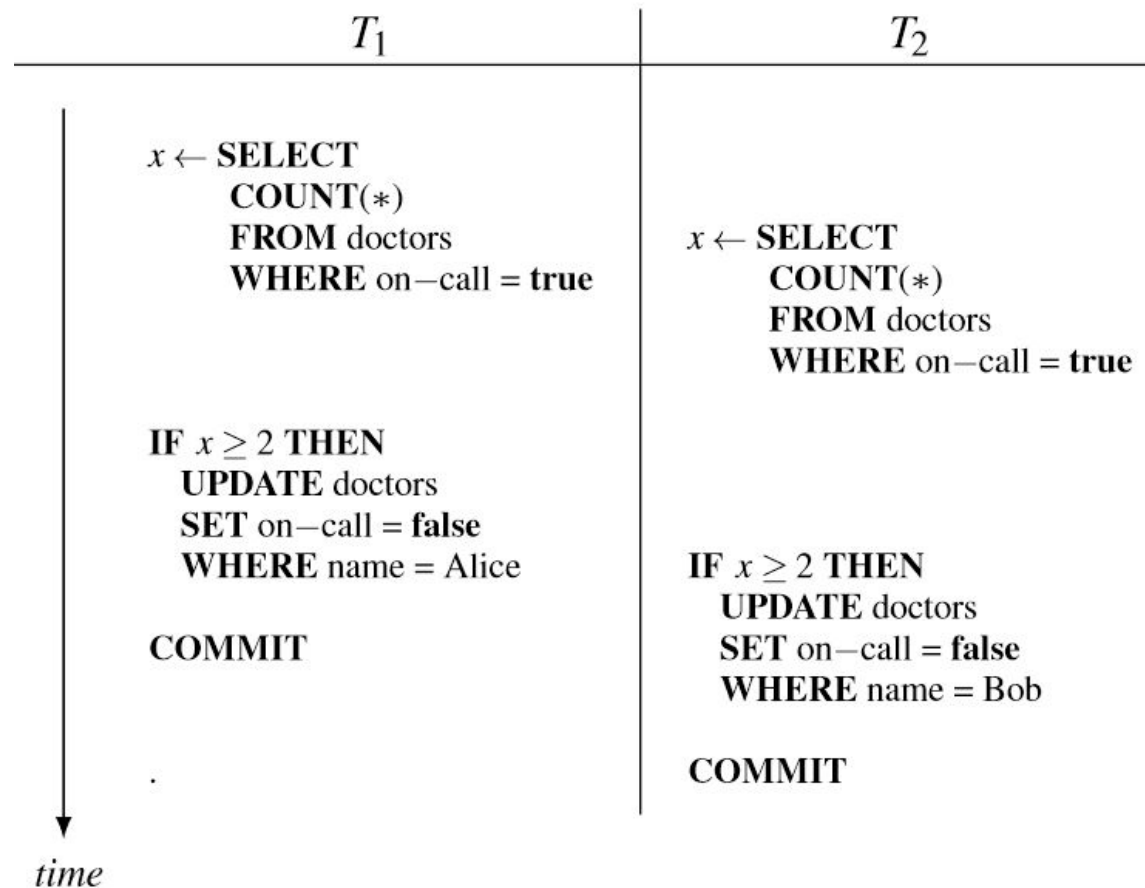 T1
T2
x ← SELECT
COUNT(∗)
FROM doctors
WHERE on−call = true
x ← SELECT
COUNT(∗)
FROM doctors
WHERE on−call = true
IF x ≥ 2 THEN
UPDATE doctors
SET on−call = false
WHERE name = Alice
COMMIT
.
IF x ≥ 2 THEN
UPDATE doctors
SET on−call = false
WHERE name = Bob
COMMIT
time